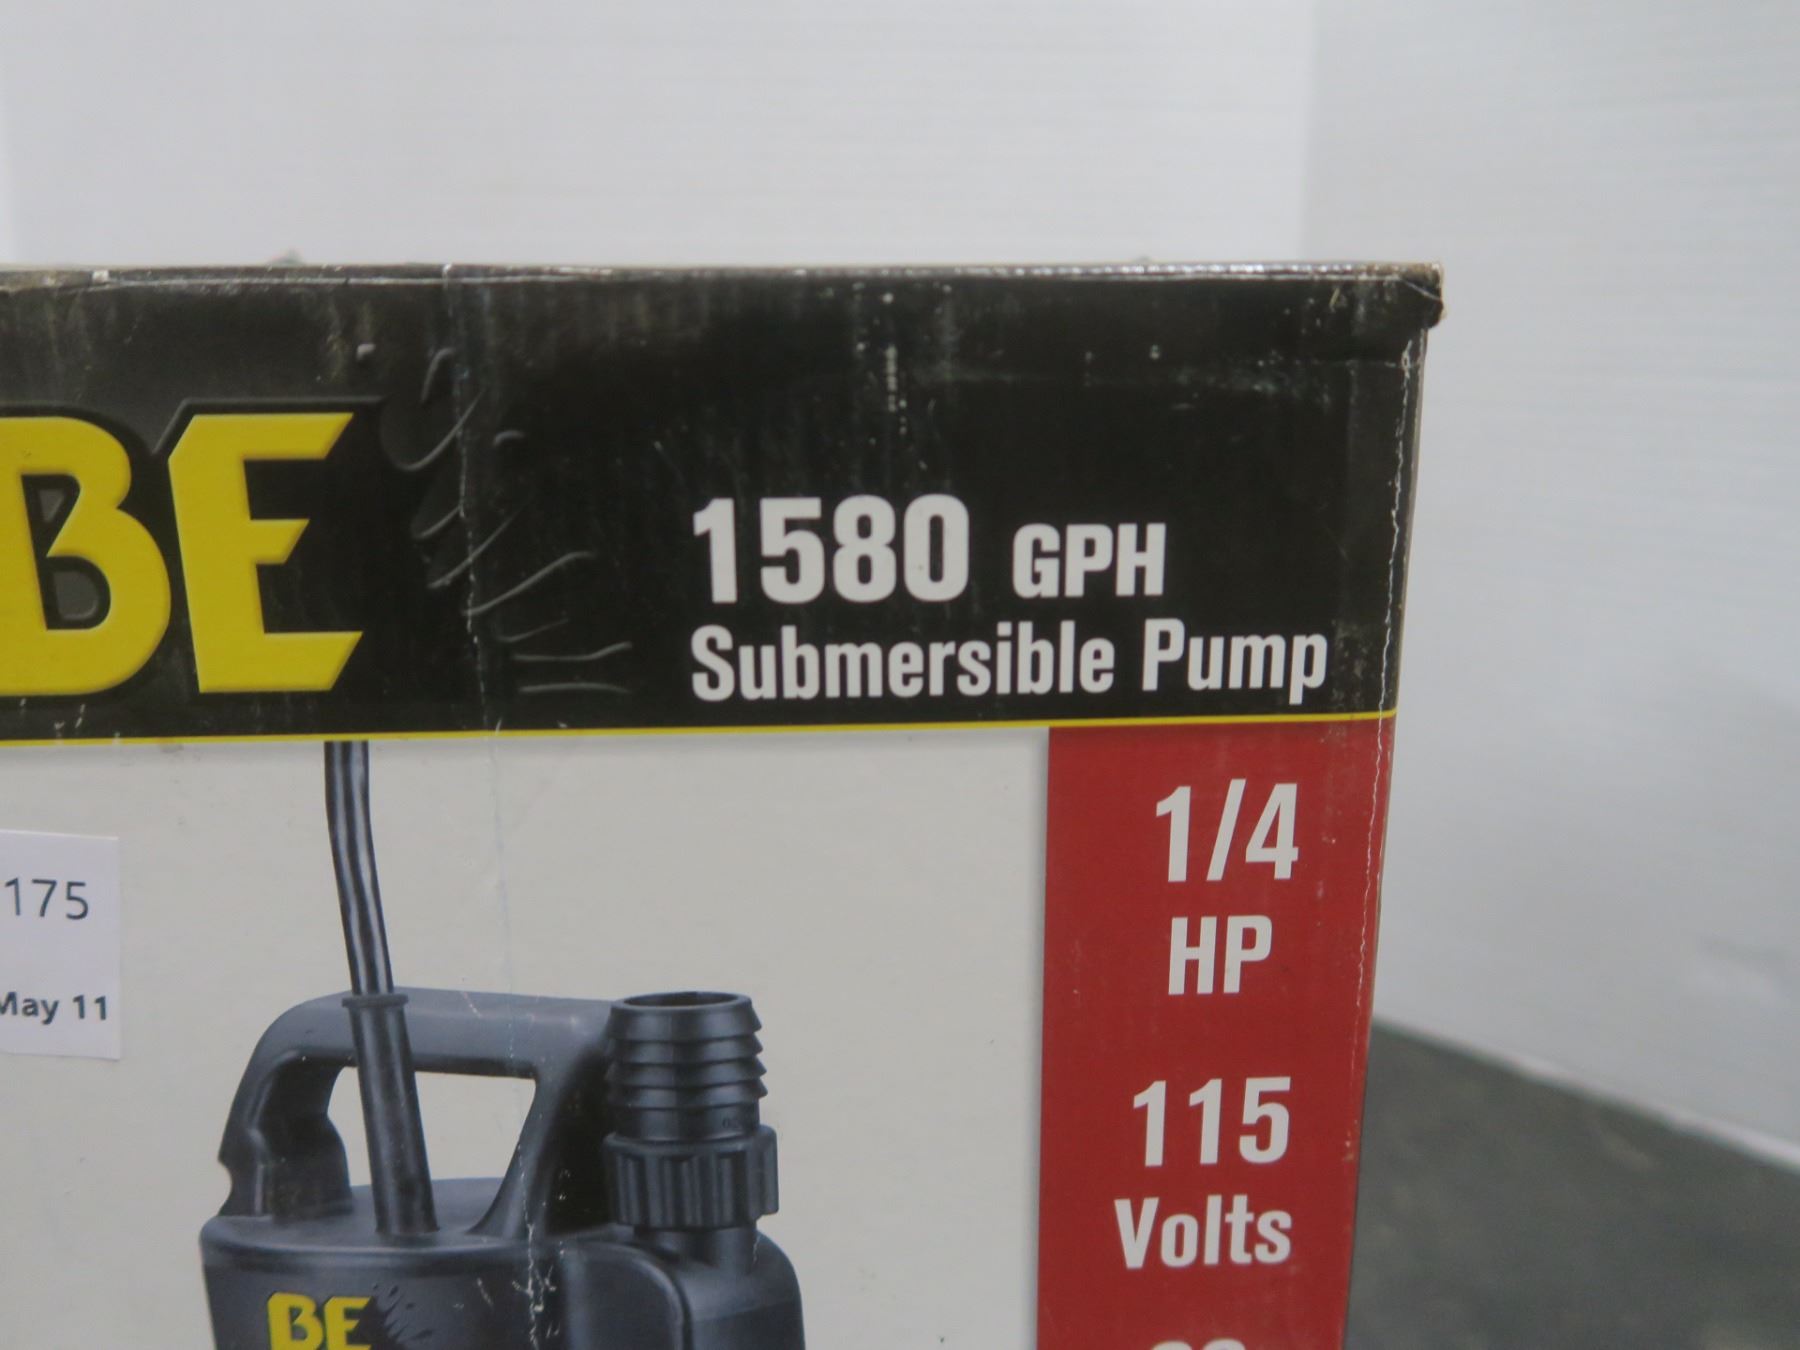 BE
1580 GPH
Submersible Pump
1/4
HP
175
May 11
115
Volts
BE